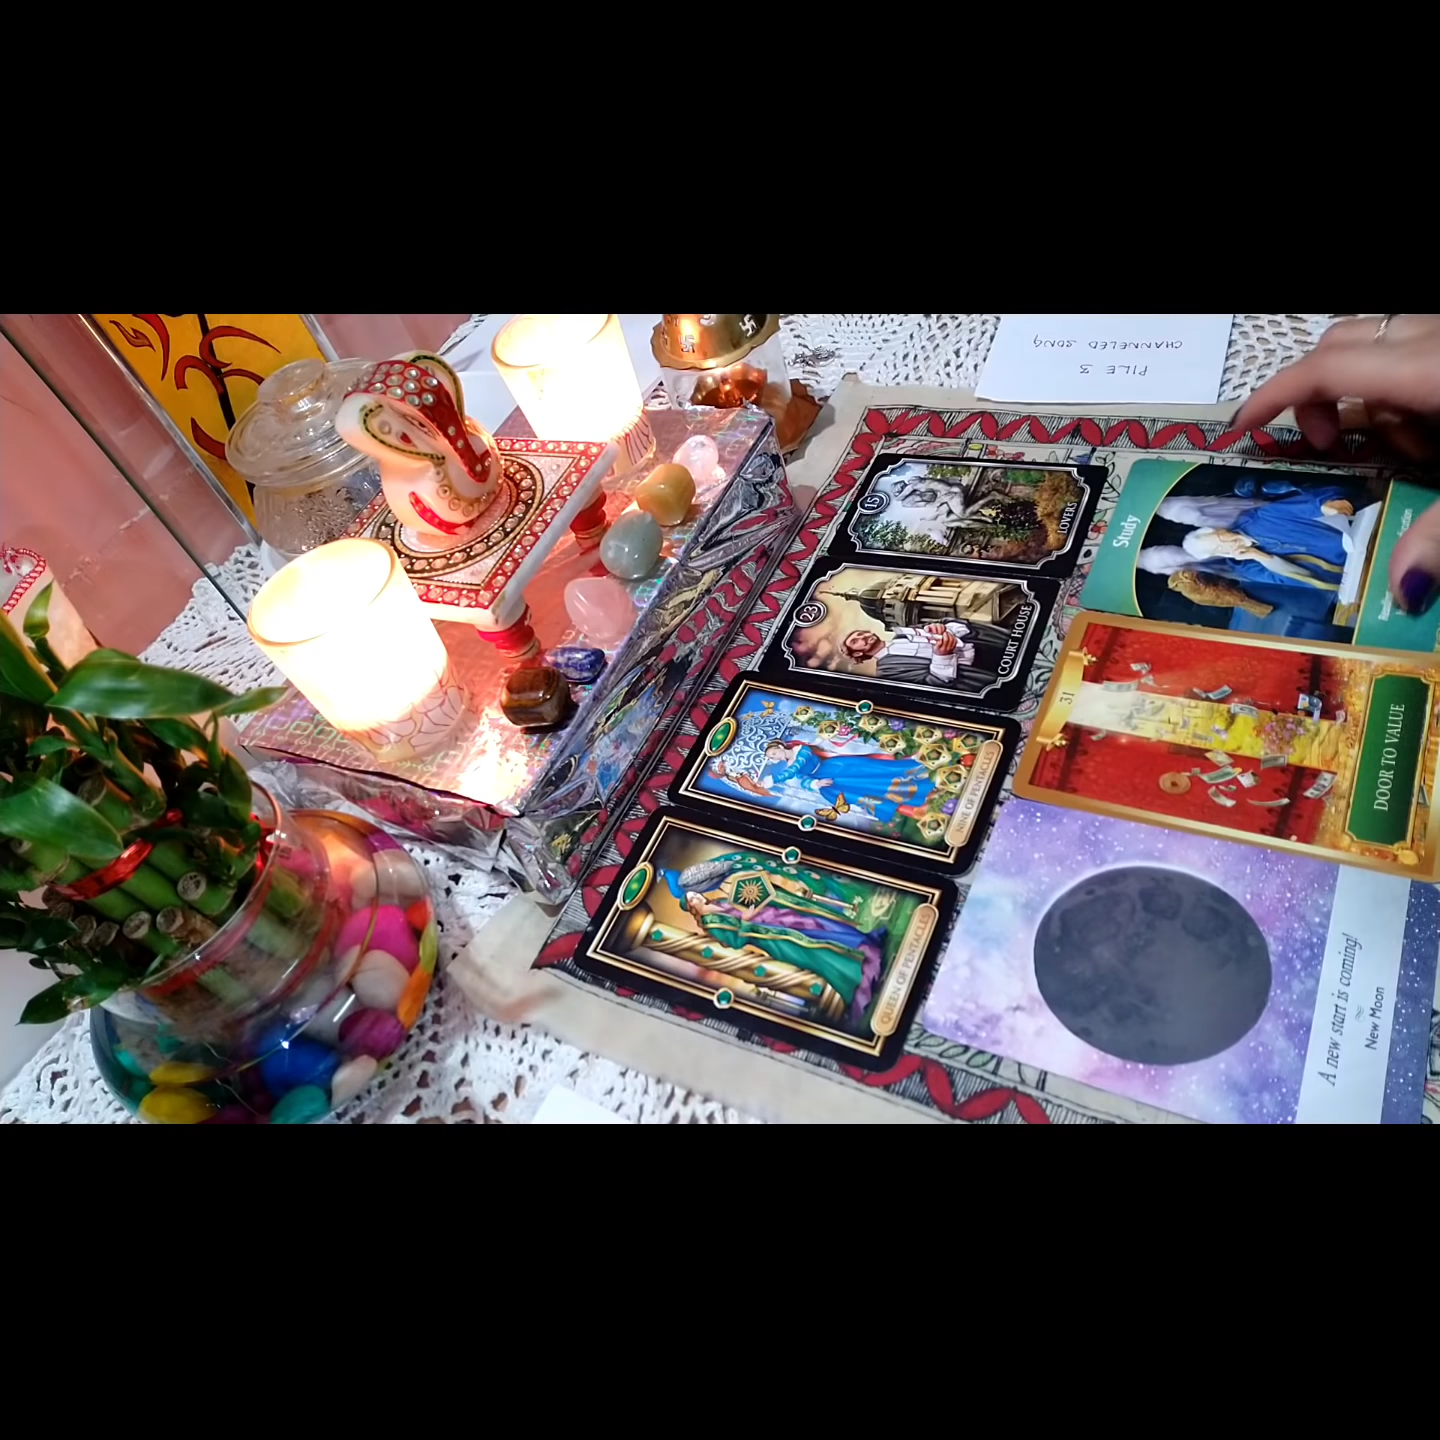 PILE 3
CHANNELED SONG
15
LOVERS
23
COURT HOUSE
NINE OF PENTACLES
QUEEN OF PENTACLES
Study
31
DOOR TO VALUE
A new start is coming!
New Moon